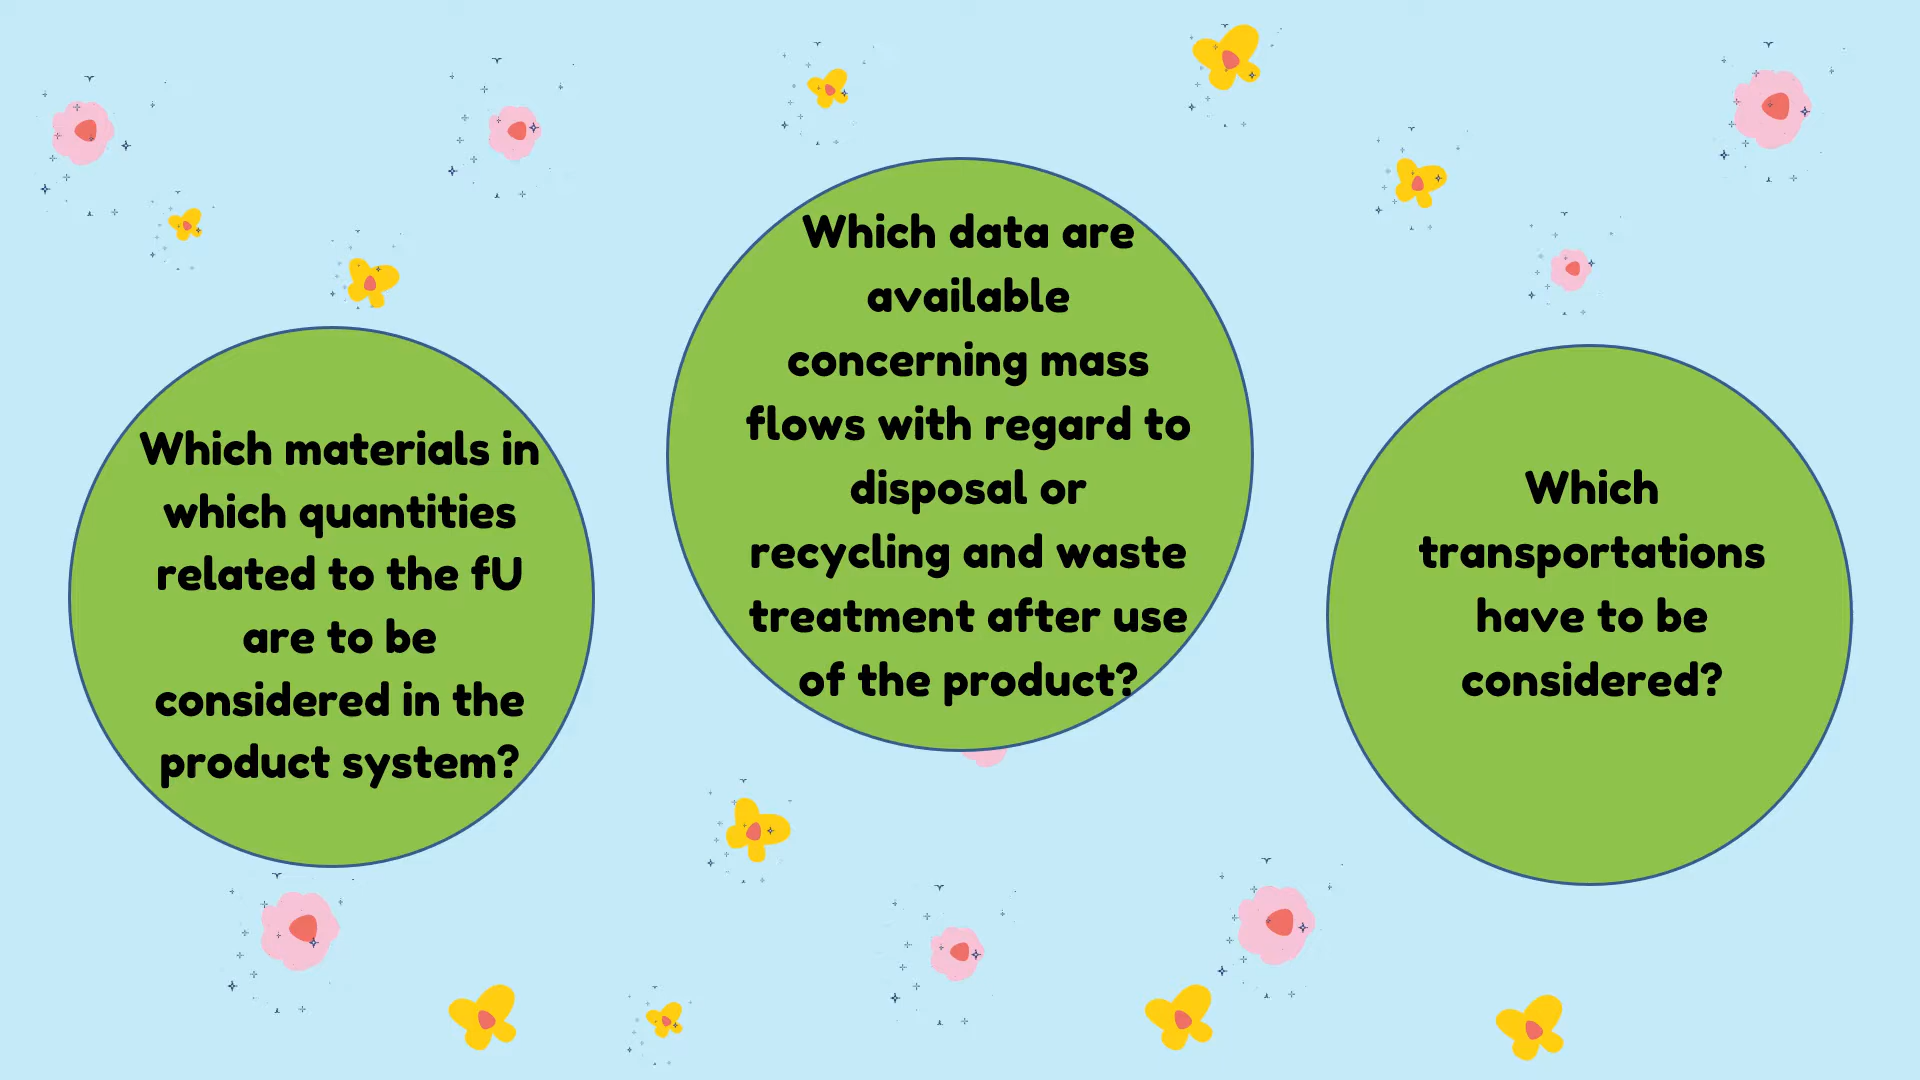 Which materials in
which quantities
related to the fU
are to be
considered in the
product system?
Which data are
available
concerning mass
flows with regard to
disposal or
recycling and waste
treatment after use
of the product?
Which
transportations
have to be
considered?